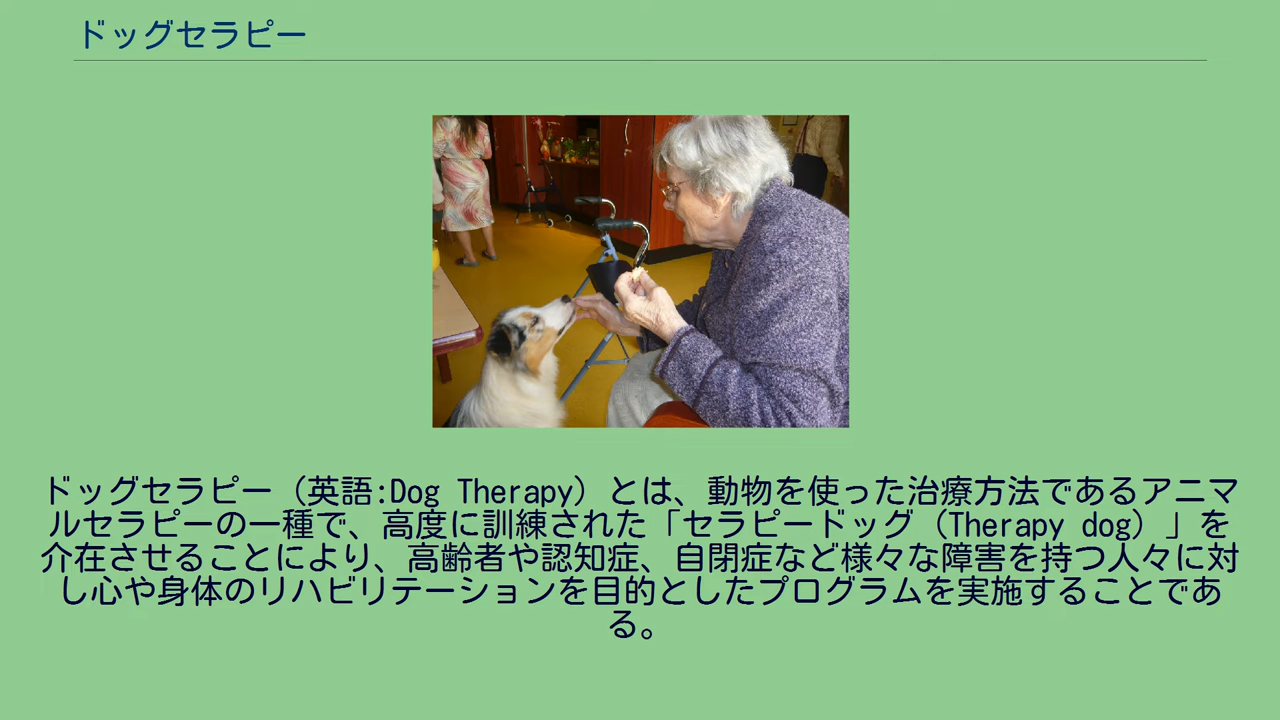 ドッグセラピー
ドッグセラピー（英語:Dog Therapy）とは、動物を使った治療方法であるアニマ
ルセラピーの一種で、高度に訓練された「セラピードッグ（Therapy dog）」を
介在させることにより、高齢者や認知症、自閉症など様々な障害を持つ人々に対
し心や身体のリハビリテーションを目的としたプログラムを実施することであ
る。